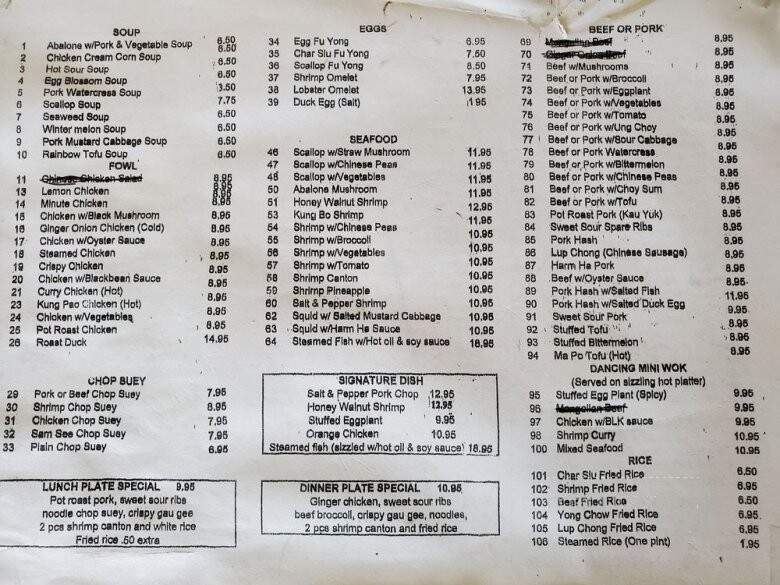 SOUP
1 Abalone w/Pork & Vegetable Soup 6.50
2 Chicken Cream Corn Soup 6.50
3 Hot Sour Soup 6.50
4 Egg Blossom Soup 6.50
5 Pork Watercress Soup
6 Scallop Soup 7.75
7 Seaweed Soup 6.50
8 Winter melon Soup 6.50
9 Pork Mustard Cabbage Soup 6.50
10 Rainbow Tofu Soup 6.50
FOWL
11 Chinese Chicken Salad 8.95
13 Lemon Chicken 8.95
14 Minute Chicken 8.95
15 Chicken w/Black Mushroom 8.95
16 Ginger Onion Chicken (Cold) 8.95
17 Chicken w/Oyster Sauce 8.95
18 Steamed Chicken 8.95
19 Crispy Chicken 8.95
20 Chicken w/Blackbean Sauce 8.95
21 Curry Chicken (Hot) 8.95
23 Kung Pao Chicken (Hot) 8.95
24 Chicken w/Vegetables 8.95
25 Pot Roast Chicken 8.95
26 Roast Duck 14.95
CHOP SUEY
29 Pork or Beef Chop Suey 7.95
30 Shrimp Chop Suey 8.95
31 Chicken Chop Suey 7.95
32 Sam See Chop Suey 7.95
33 Plain Chop Suey 6.95
LUNCH PLATE SPECIAL 9.95
Pot roast pork, sweet sour ribs
noodle chop suey, crispy gau gee
2 pcs shrimp canton and white rice
Fried rice .50 extra
EGGS
34 Egg Fu Yong 6.95
35 Char Siu Fu Yong 7.50
36 Scallop Fu Yong 8.50
37 Shrimp Omelet 7.95
38 Lobster Omelet 13.95
39 Duck Egg (Salt) 1.95
SEAFOOD
46 Scallop w/Straw Mushroom 11.95
47 Scallop w/Chinese Peas 11.95
48 Scallop w/Vegetables 11.95
50 Abalone Mushroom 11.95
51 Honey Walnut Shrimp 12.95
53 Kung Bo Shrimp 11.95
54 Shrimp w/Chinese Peas 10.95
55 Shrimp w/Broccoli 10.95
56 Shrimp w/Vegetables 10.95
57 Shrimp w/Tomato 10.95
58 Shrimp Canton 10.95
59 Shrimp Pineapple 10.95
60 Salt & Pepper Shrimp 10.95
62 Squid w/ Salted Mustard Cabbage 10.95
63 Squid w/Harm Ha Sauce 10.95
64 Steamed Fish w/Hot oil & soy sauce 18.95
SIGNATURE DISH
Salt & Pepper Pork Chop 12.95
Honey Walnut Shrimp 12.95
Stuffed Eggplant 9.95
Orange Chicken 10.95
Steamed fish (sizzled w/hot oil & soy sauce) 18.95
DINNER PLATE SPECIAL 10.95
Ginger chicken, sweet sour ribs
beef broccoli, crispy gau gee, noodles,
2 pcs shrimp canton and fried rice
BEEF OR PORK
69 Mongolian Beef 8.95
70 Ginger Onion Beef 8.95
71 Beef w/Mushrooms 8.95
72 Beef or Pork w/Broccoli 8.95
73 Beef or Pork w/Eggplant 8.95
74 Beef or Pork w/Vegetables 8.95
75 Beef or Pork w/Tomato 8.95
76 Beef or Pork w/Ung Choy 8.95
77 Beef or Pork w/Sour Cabbage 8.95
78 Beef or Pork Watercress 8.95
79 Beef or Pork w/Bittermelon 8.95
80 Beef or Pork w/Chinese Peas 8.95
81 Beef or Pork w/Choy Sum 8.95
82 Beef or Pork w/Tofu 8.95
83 Pot Roast Pork (Kau Yuk) 8.95
84 Sweet Sour Spare Ribs 8.95
85 Pork Hash 8.95
86 Lup Chong (Chinese Sausage) 8.95
87 Harm Ha Pork 8.95
88 Beef w/Oyster Sauce 8.95
89 Pork Hash w/Salted Fish 11.95
90 Pork Hash w/Salted Duck Egg 9.95
91 Sweet Sour Pork 8.95
92 Stuffed Tofu 8.95
93 Stuffed Bittermelon 8.95
94 Ma Po Tofu (Hot) 8.95
DANCING MINI WOK
(Served on sizzling hot platter)
95 Stuffed Egg Plant (Spicy) 9.95
96 Mongolian Beef 9.95
97 Chicken w/BLK sauce 9.95
98 Shrimp Curry 10.95
100 Mixed Seafood 10.95
RICE
101 Char Siu Fried Rice 6.50
102 Shrimp Fried Rice 6.95
103 Beef Fried Rice 6.50
104 Yong Chow Fried Rice 6.95
105 Lup Chong Fried Rice 6.95
106 Steamed Rice (One pint) 1.95